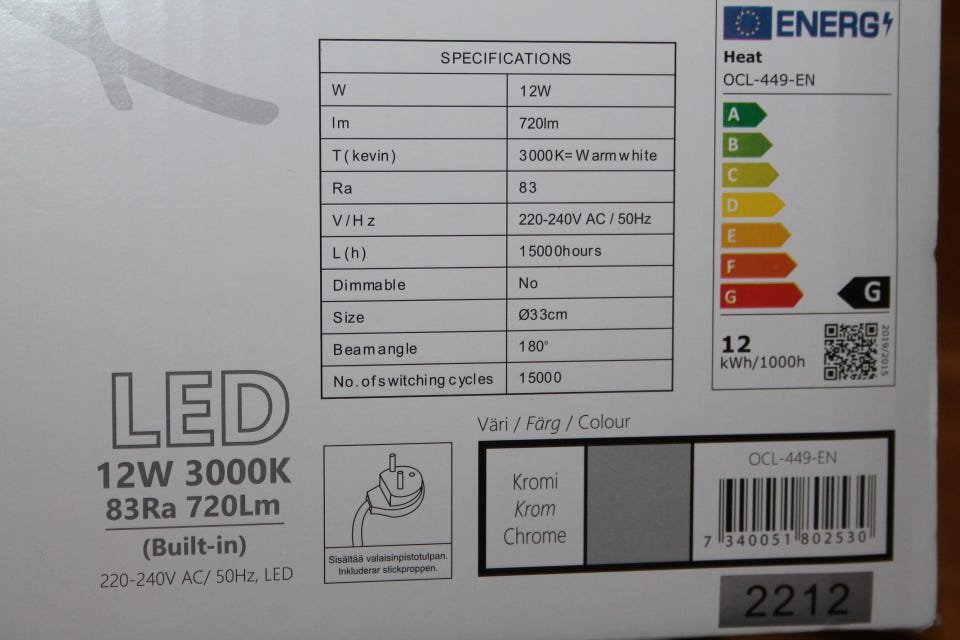 SPECIFICATIONS
W 12W
lm 720lm
T(kevin) 3000K=Warmwhite
Ra 83
V/Hz 220-240V AC / 50Hz
L(h) 15000hours
Dimmable No
Size Ø33cm
Beamangle 180°
No.ofswitching cycles 15000
ENERG
Heat
OCL-449-EN
A
B
C
D
E
F
G
G
12
kWh/1000h
2019/2015
LED
12W 3000K
83Ra 720Lm
(Built-in)
220-240V AC/ 50Hz, LED
Sisältää valaisinpistotulpan.
Inkluderar stickproppen.
Väri / Färg / Colour
Kromi
Krom
Chrome
OCL-449-EN
7 340051 802530
2212